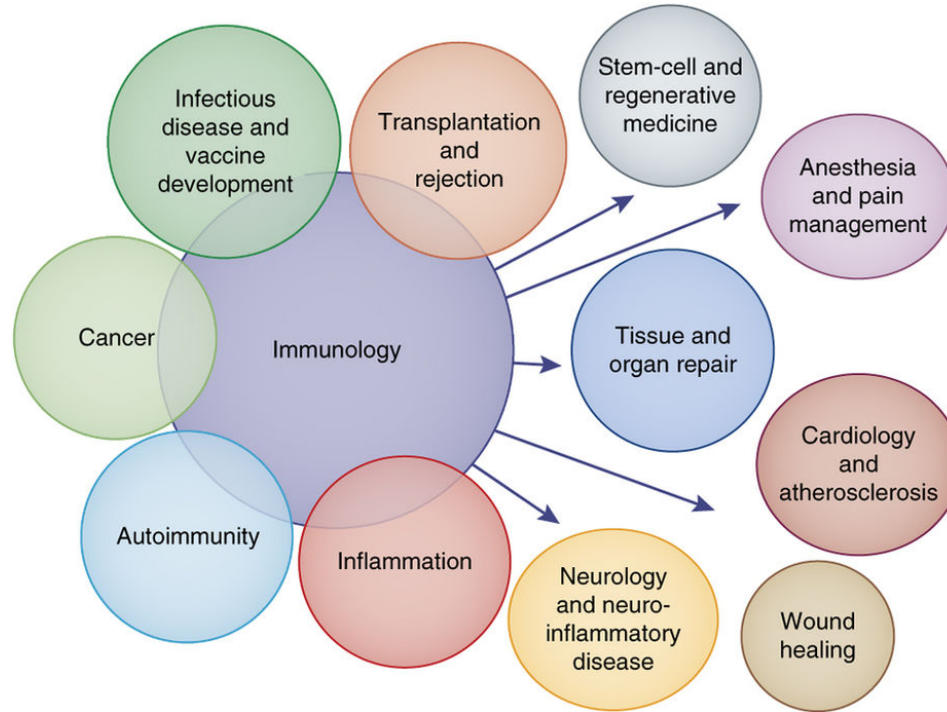 Infectious
disease and
vaccine
development
Transplantation
and
rejection
Stem-cell and
regenerative
medicine
Anesthesia
and pain
management
Cancer
Immunology
Tissue and
organ repair
Cardiology
and
atherosclerosis
Autoimmunity
Inflammation
Neurology
and neuro-
inflammatory
disease
Wound
healing